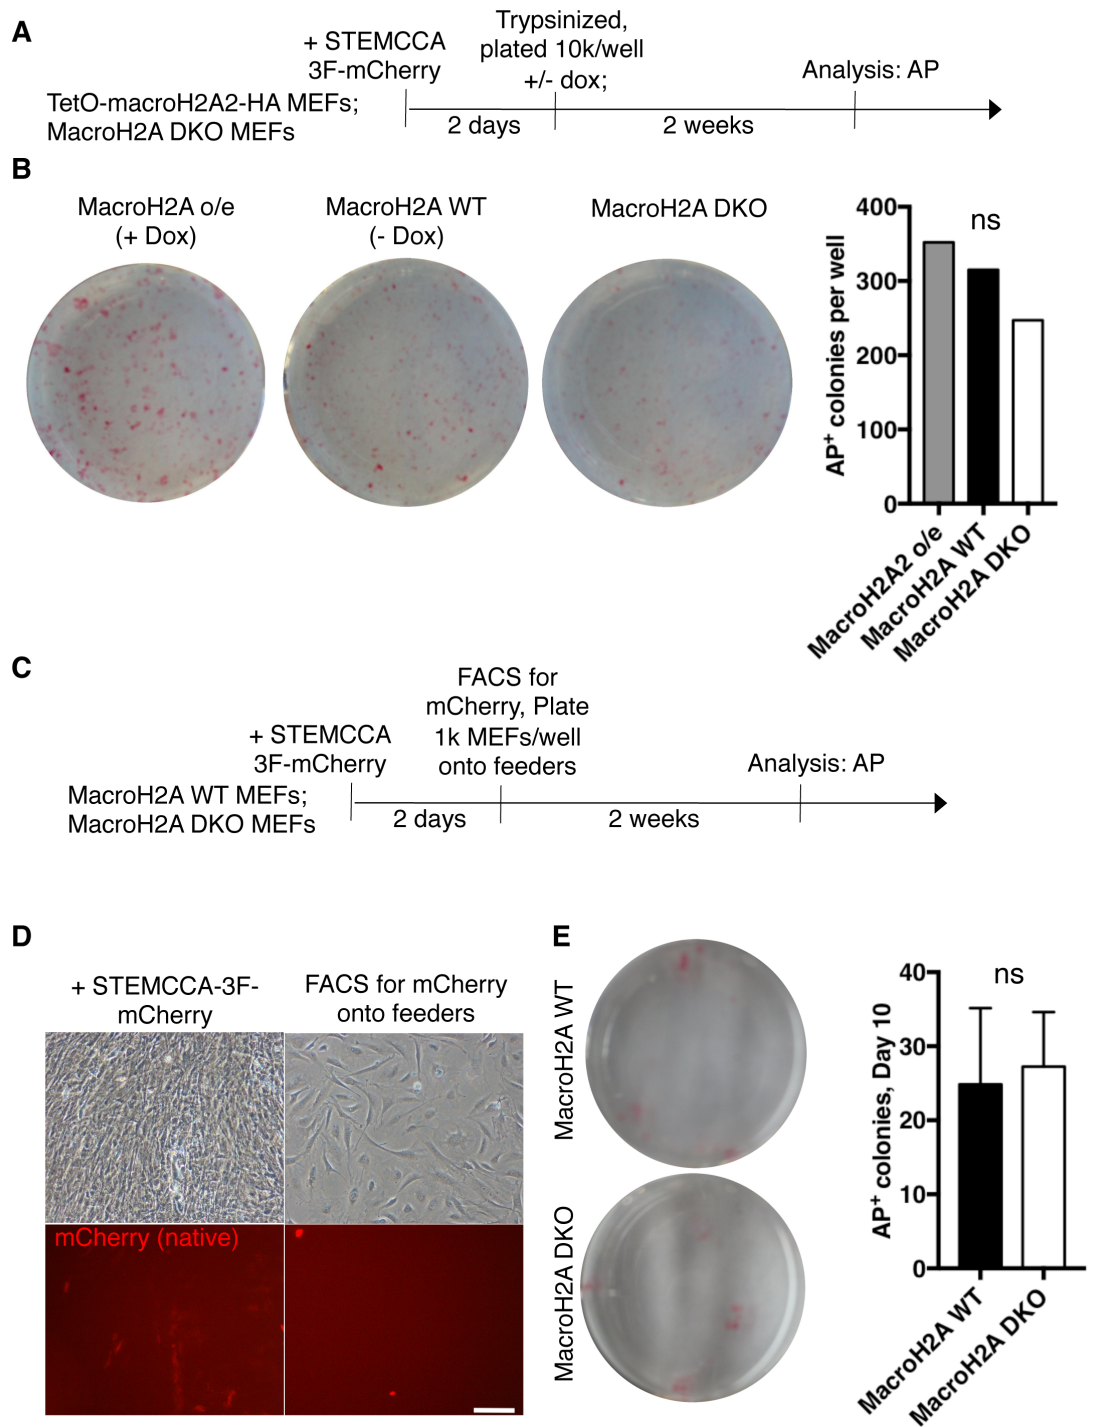 A
+ STEMCCA
3F-mCherry
Trypsinized,
plated 10k/well
+/- dox;
Analysis: AP
TetO-macroH2A2-HA MEFs;
MacroH2A DKO MEFs
2 days
2 weeks
B
MacroH2A o/e
(+ Dox)
MacroH2A WT
(- Dox)
MacroH2A DKO
AP+ colonies per well
400
300
200
100
0
ns
MacroH2A2 o/e
MacroH2A WT
MacroH2A DKO
C
+ STEMCCA
3F-mCherry
FACS for
mCherry, Plate
1k MEFs/well
onto feeders
Analysis: AP
MacroH2A WT MEFs;
MacroH2A DKO MEFs
2 days
2 weeks
D
+ STEMCCA-3F-
mCherry
FACS for mCherry
onto feeders
mCherry (native)
E
MacroH2A WT
MacroH2A DKO
AP+ colonies, Day 10
40
30
20
10
0
ns
MacroH2A WT
MacroH2A DKO